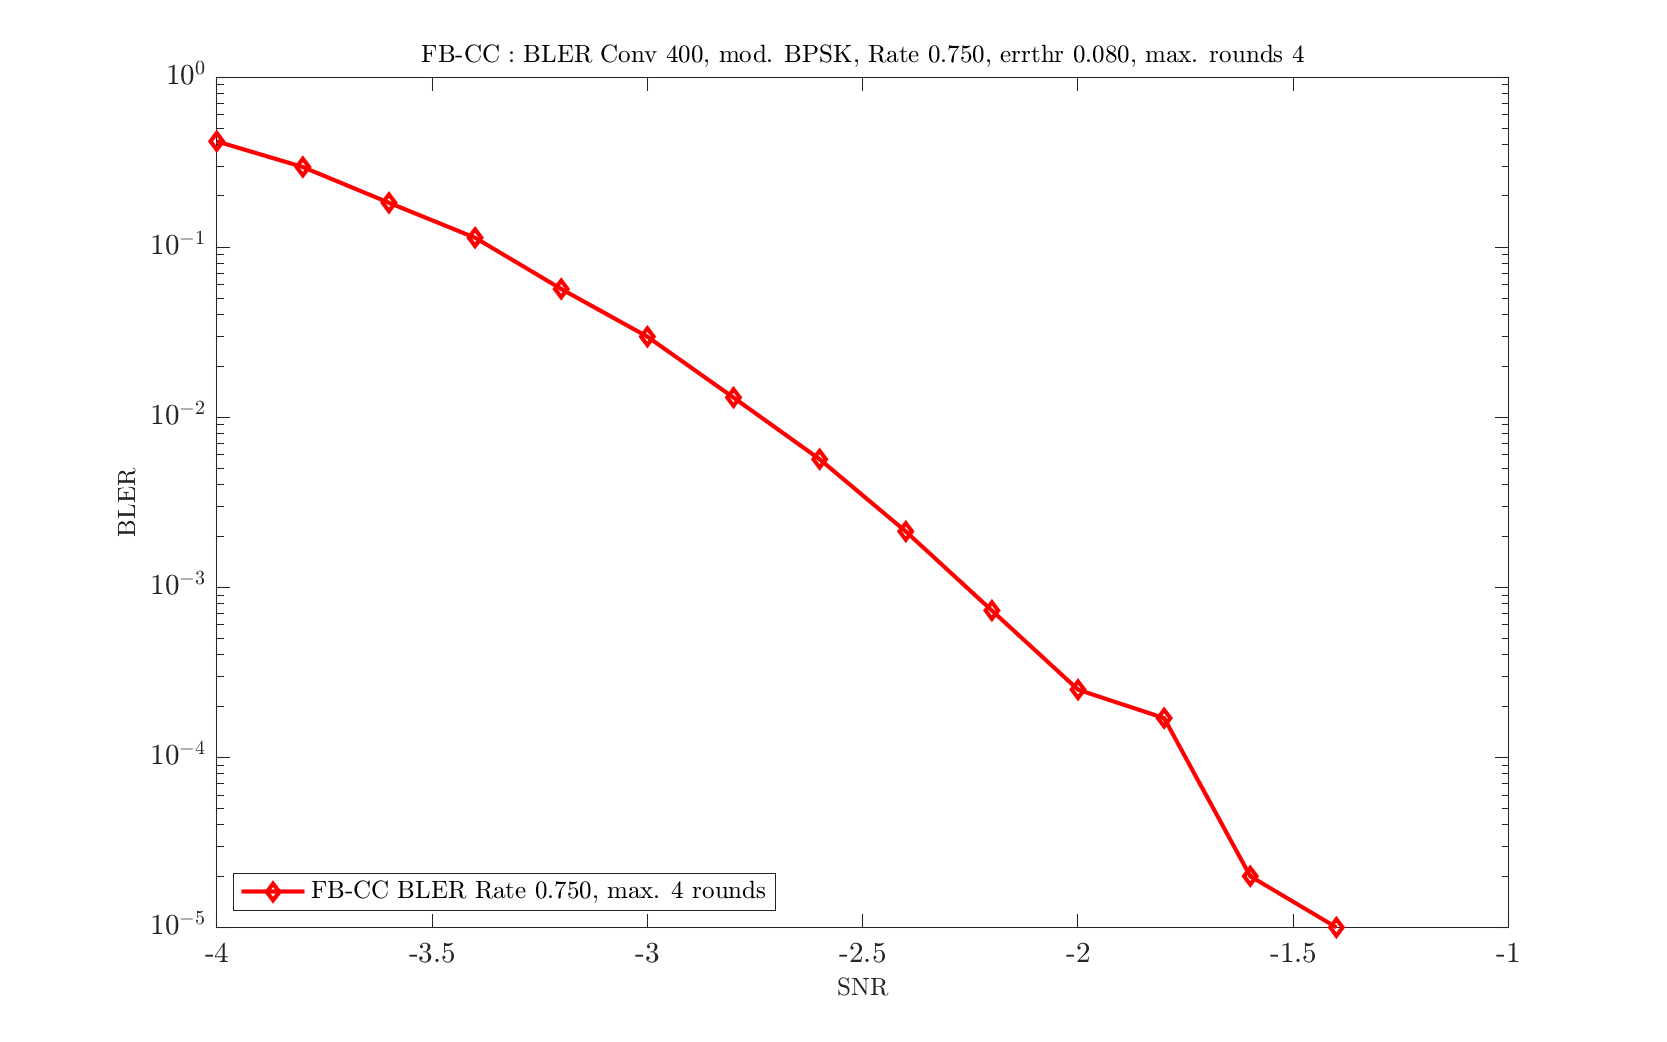 FB-CC : BLER Conv 400, mod. BPSK, Rate 0.750, errthr 0.080, max. rounds 4
10^0
10^-1
10^-2
10^-3
10^-4
10^-5
BLER
FB-CC BLER Rate 0.750, max. 4 rounds
-4 -3.5 -3 -2.5 -2 -1.5 -1
SNR